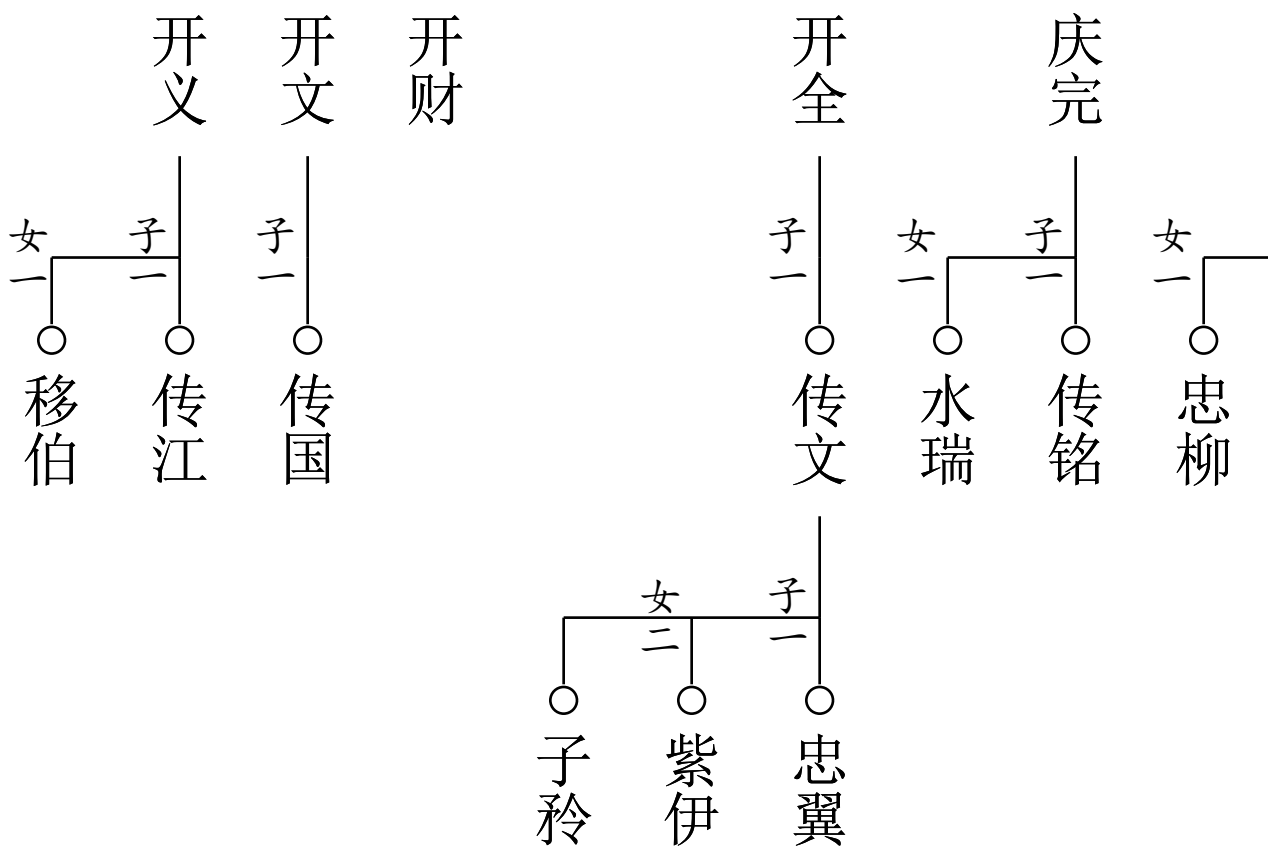 开义
开文
开财
开全
庆完
女一
子一
子一
子一
女一
子一
女一
移伯
传江
传国
传文
水瑞
传铭
忠柳
女二
子一
子矜
紫伊
忠翼